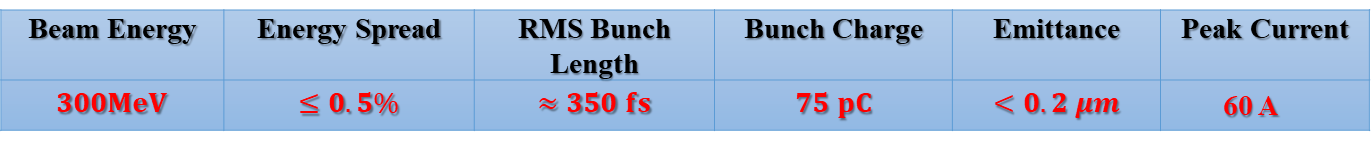 Beam Energy Energy Spread RMS Bunch Length Bunch Charge Emittance Peak Current
300MeV ≤ 0.5% ≈ 350 fs 75 pC < 0.2 μm 60 A